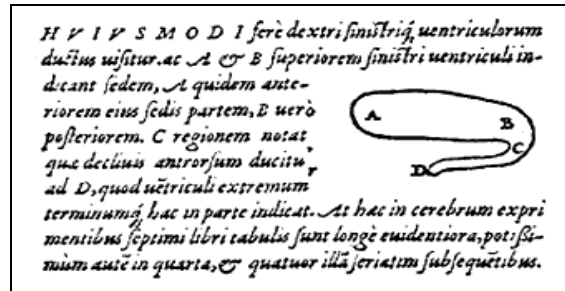 H V I V S M O D I ferè dextri siniſtriq́; uentriculorum
ductus uiſitur. ac A & B ſuperiorem ſiniſtri uentriculi in-
dicant ſedem, A quidem ante-
riorem eius ſedis partem, B uerò
poſteriorem. C regionem notat
quæ decliuis antrorſum ducitur
ad D, quod uẽtriculi extremum
terminumq́; hac in parte indicat. At hæc in cerebrum expri
mentibus ſeptimi libri tabulis ſunt longè euidentiora, potiſsi-
mùm autẽ in quarta, & quatuor illã ſeriatim ſubſequẽtibus.
A
B
C
D